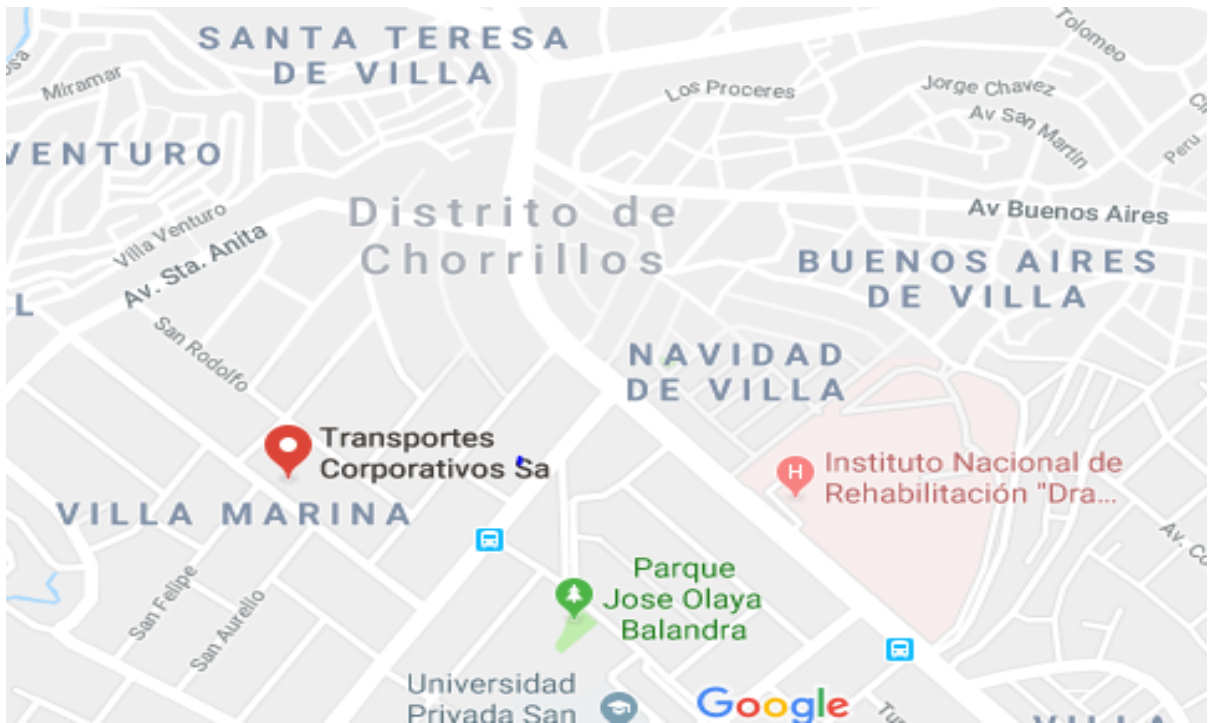 SANTA TERESA
DE VILLA
Tolomeo
Miramar
Los Proceres
Jorge Chavez
Av San Martin
Peru
VENTURO
Villa Venturo
Av. Sta. Anita
Distrito de
Chorrillos
Av Buenos Aires
BUENOS AIRES
DE VILLA
San Rodolfo
NAVIDAD
DE VILLA
Transportes
Corporativos Sa
Instituto Nacional de
Rehabilitación "Dra...
H
VILLA MARINA
San Felipe
San Aurelio
Parque
Jose Olaya
Balandra
Universidad
Privada San
Google
VILLA